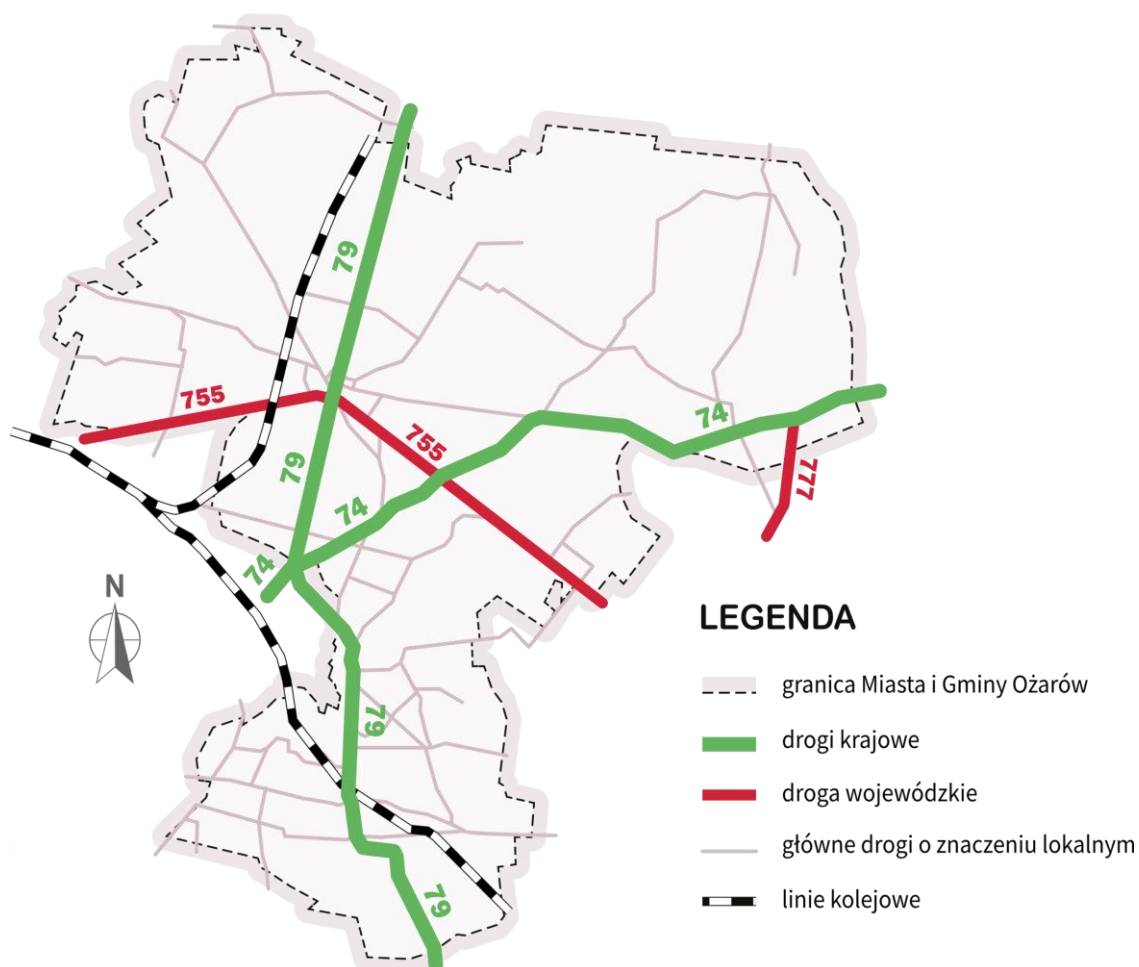 79
755
74
755
79
777
74
74
N
LEGENDA
granica Miasta i Gminy Ożarów
79
drogi krajowe
droga wojewódzkie
główne drogi o znaczeniu lokalnym
79
linie kolejowe